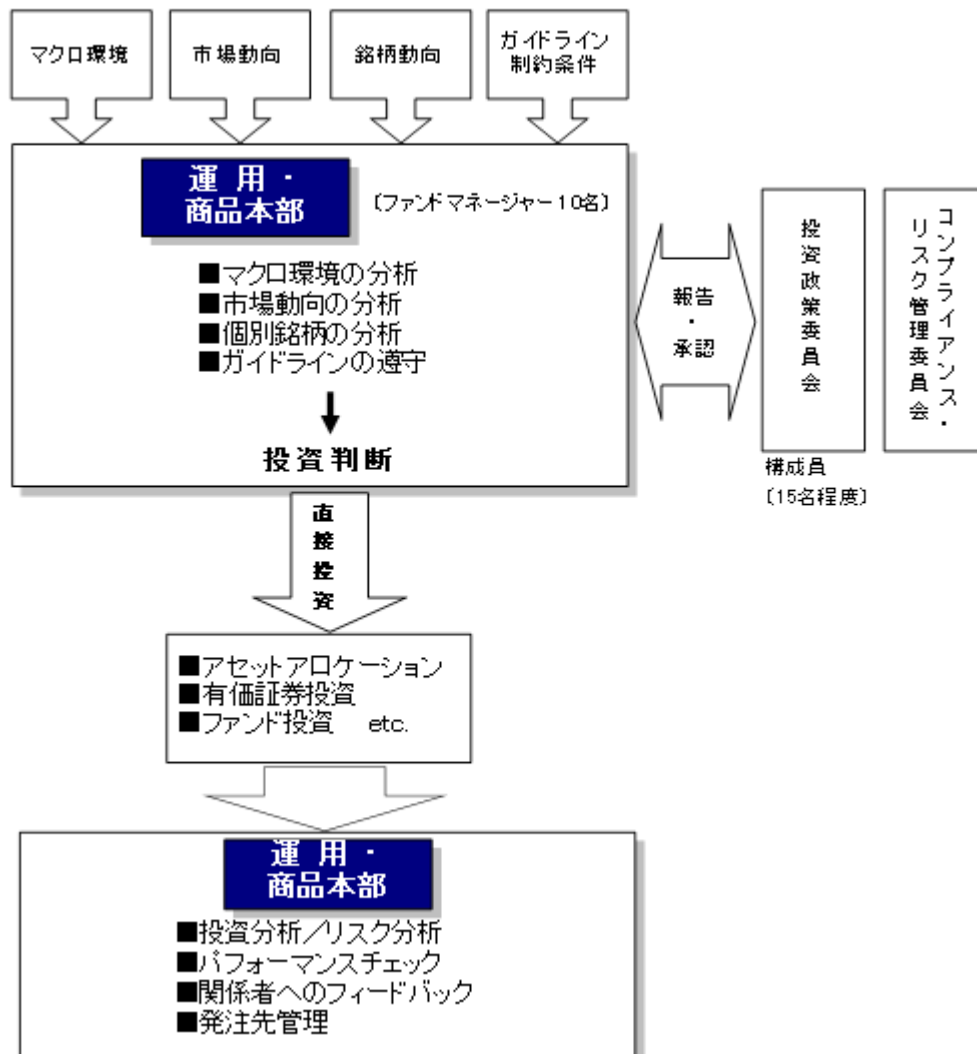 マクロ環境
市場動向
銘柄動向
ガイドライン
制約条件
運 用 ・
商品本部
〔ファンドマネージャー10名〕
■マクロ環境の分析
■市場動向の分析
■個別銘柄の分析
■ガイドラインの遵守
投資判断
報告
・
承認
投資政策委員会
コンプライアンス・
リスク管理委員会
構成員
〔15名程度〕
直接投資
■アセットアロケーション
■有価証券投資
■ファンド投資 etc.
運 用 ・
商品本部
■投資分析／リスク分析
■パフォーマンスチェック
■関係者へのフィードバック
■発注先管理